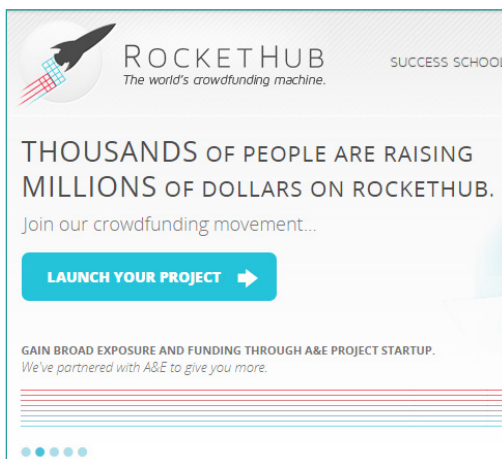 ROCKETHUB
The world's crowdfunding machine.
SUCCESS SCHOOL
THOUSANDS OF PEOPLE ARE RAISING
MILLIONS OF DOLLARS ON ROCKETHUB.
Join our crowdfunding movement...
LAUNCH YOUR PROJECT
GAIN BROAD EXPOSURE AND FUNDING THROUGH A&E PROJECT STARTUP.
We've partnered with A&E to give you more.